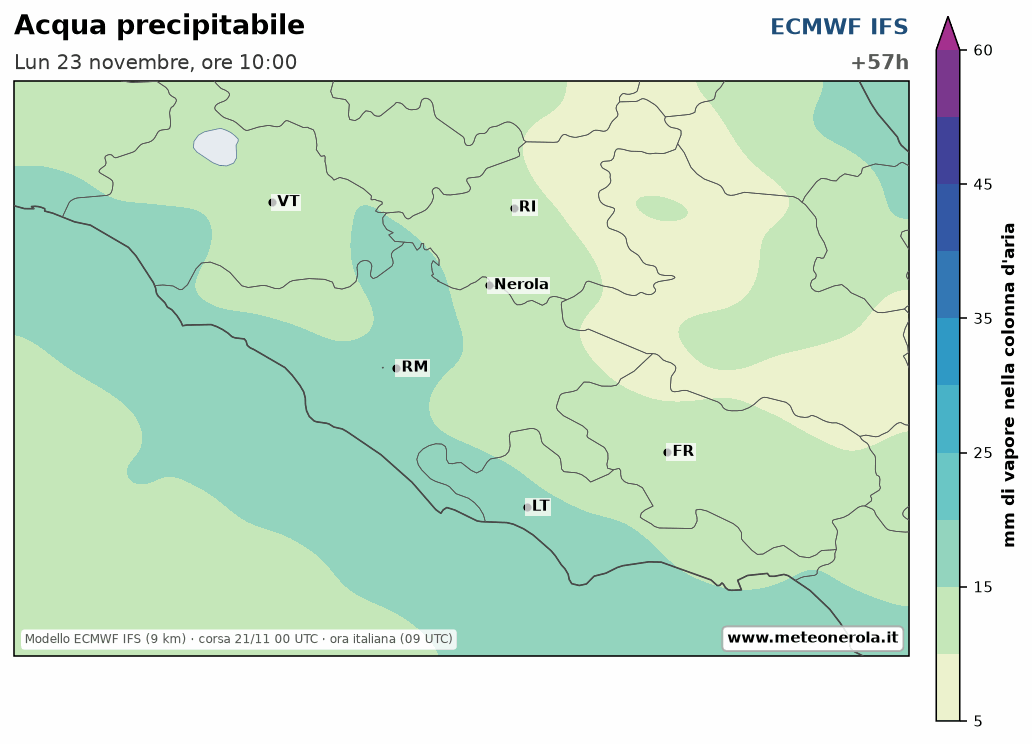 Acqua precipitabile
ECMWF IFS
Lun 23 novembre, ore 10:00
+57h
60
45
35
25
15
5
mm di vapore nella colonna d'aria
VT
RI
Nerola
RM
FR
LT
Modello ECMWF IFS (9 km) · corsa 21/11 00 UTC · ora italiana (09 UTC)
www.meteonerola.it